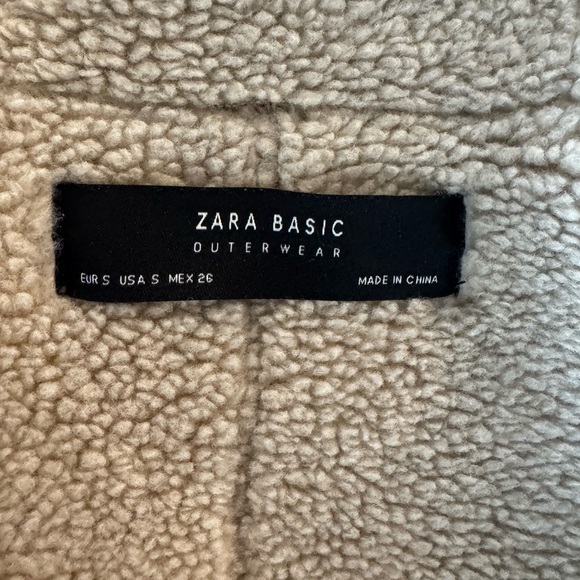 ZARA BASIC
OUTERWEAR
EUR S USA S MEX 26 MADE IN CHINA